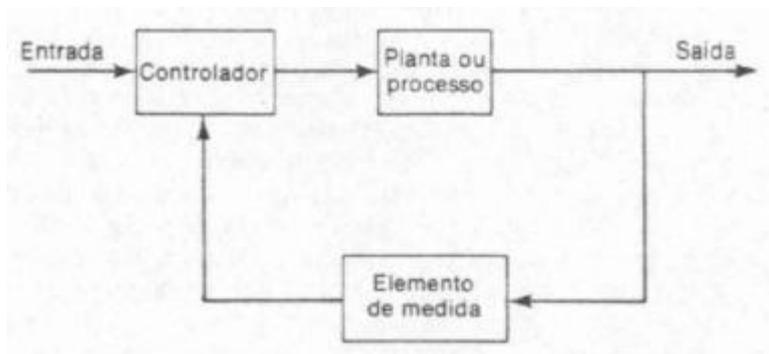 Entrada
Controlador
Planta ou
processo
Saída
Elemento
de medida